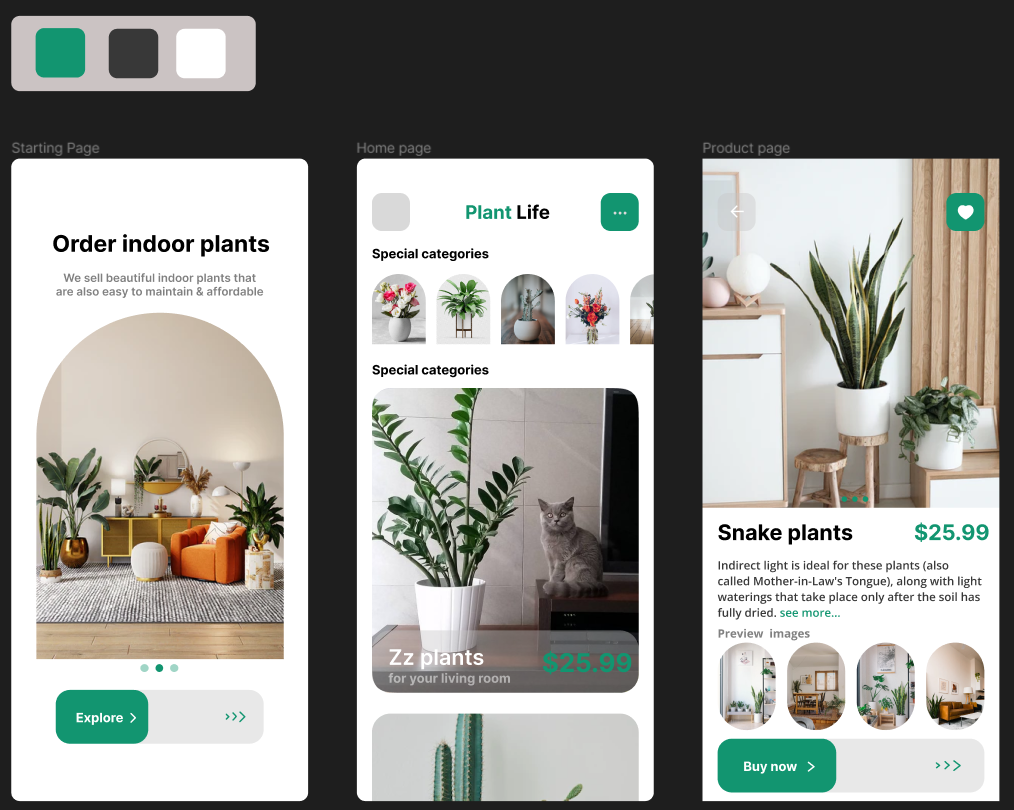 Starting Page
Order indoor plants
We sell beautiful indoor plants that
are also easy to maintain & affordable
Explore
Home page
Plant Life
Special categories
Special categories
Zz plants
$25.99
for your living room
Product page
Snake plants
$25.99
Indirect light is ideal for these plants (also
called Mother-in-Law's Tongue), along with light
waterings that take place only after the soil has
fully dried. see more...
Preview images
Buy now